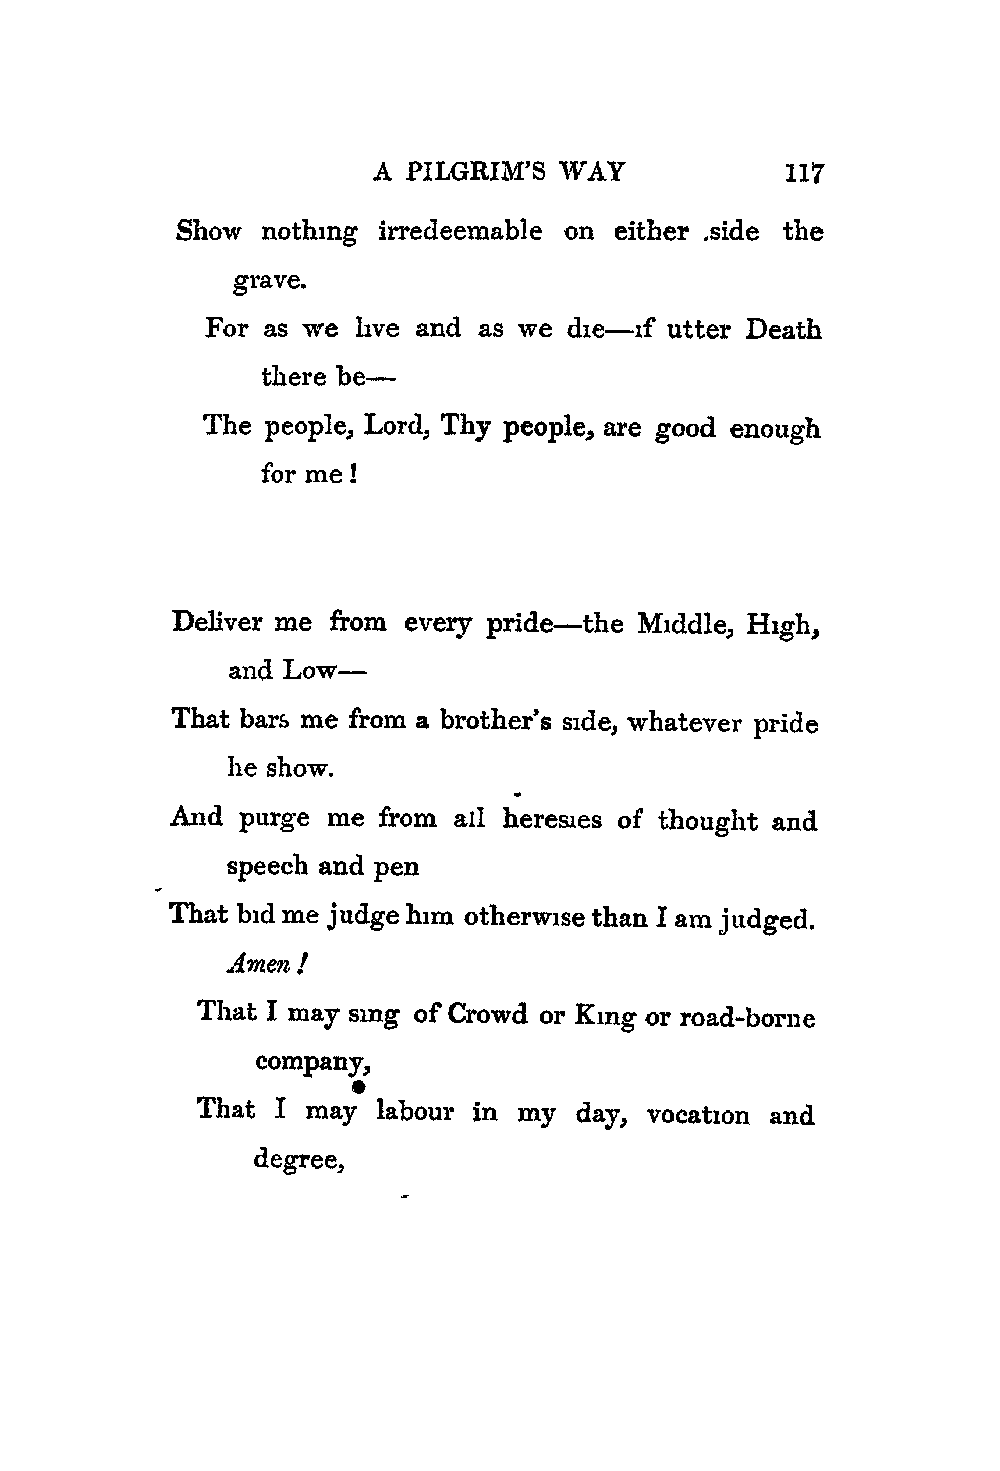 A PILGRIM'S WAY 117
Show nothing irredeemable on either side the
grave.
For as we live and as we die—if utter Death
there be—
The people, Lord, Thy people, are good enough
for me!
Deliver me from every pride—the Middle, High,
and Low—
That bars me from a brother's side, whatever pride
he show.
And purge me from all heresies of thought and
speech and pen
That bid me judge him otherwise than I am judged.
Amen!
That I may sing of Crowd or King or road-borne
company,
That I may labour in my day, vocation and
degree,